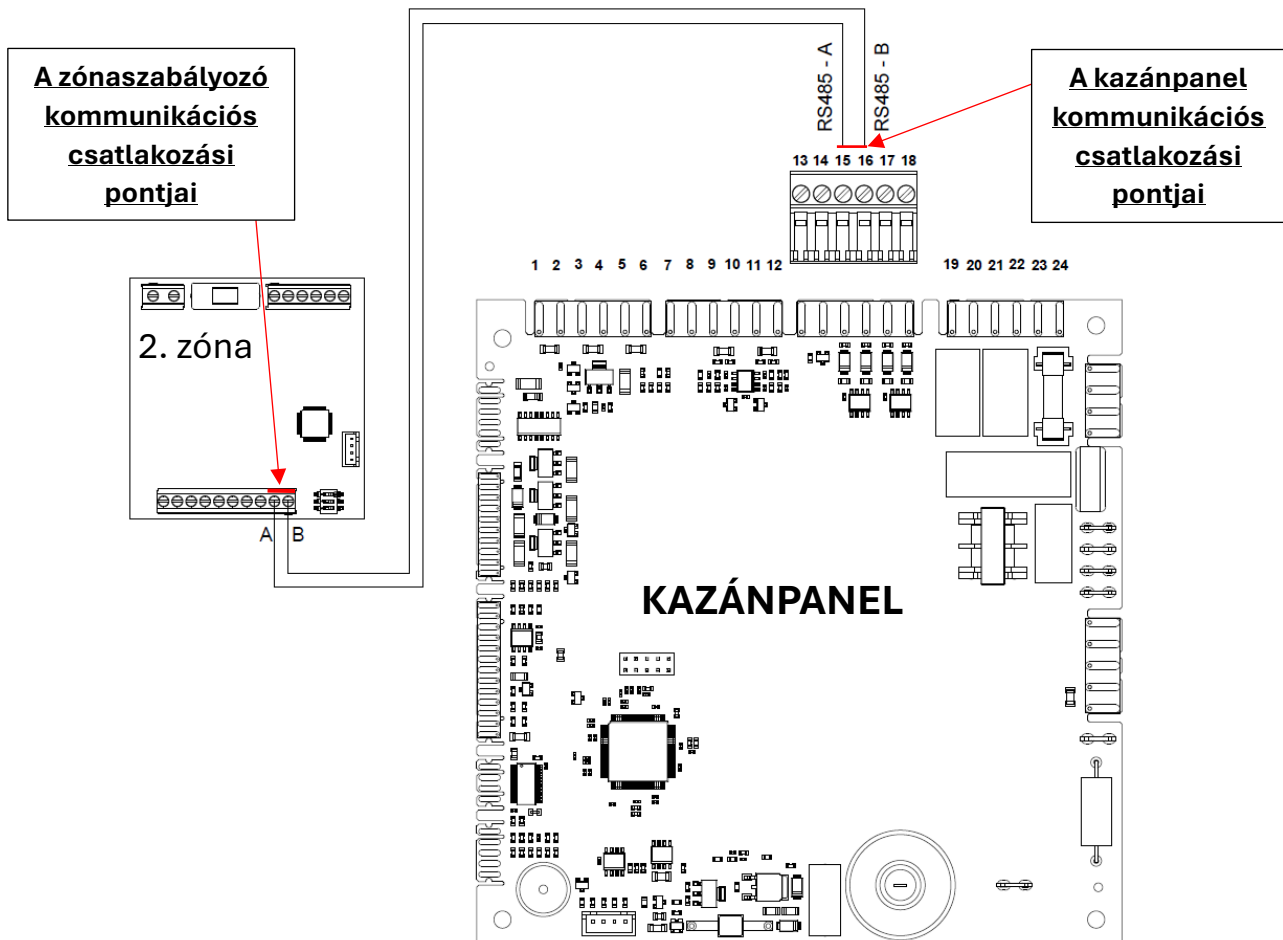 A zónaszabályozó
kommunikációs
csatlakozási
pontjai
RS485 - A
RS485 - B
A kazánpanel
kommunikációs
csatlakozási
pontjai
13 14 15 16 17 18
1 2 3 4 5 6 7 8 9 10 11 12
19 20 21 22 23 24
2. zóna
A B
KAZÁNPANEL